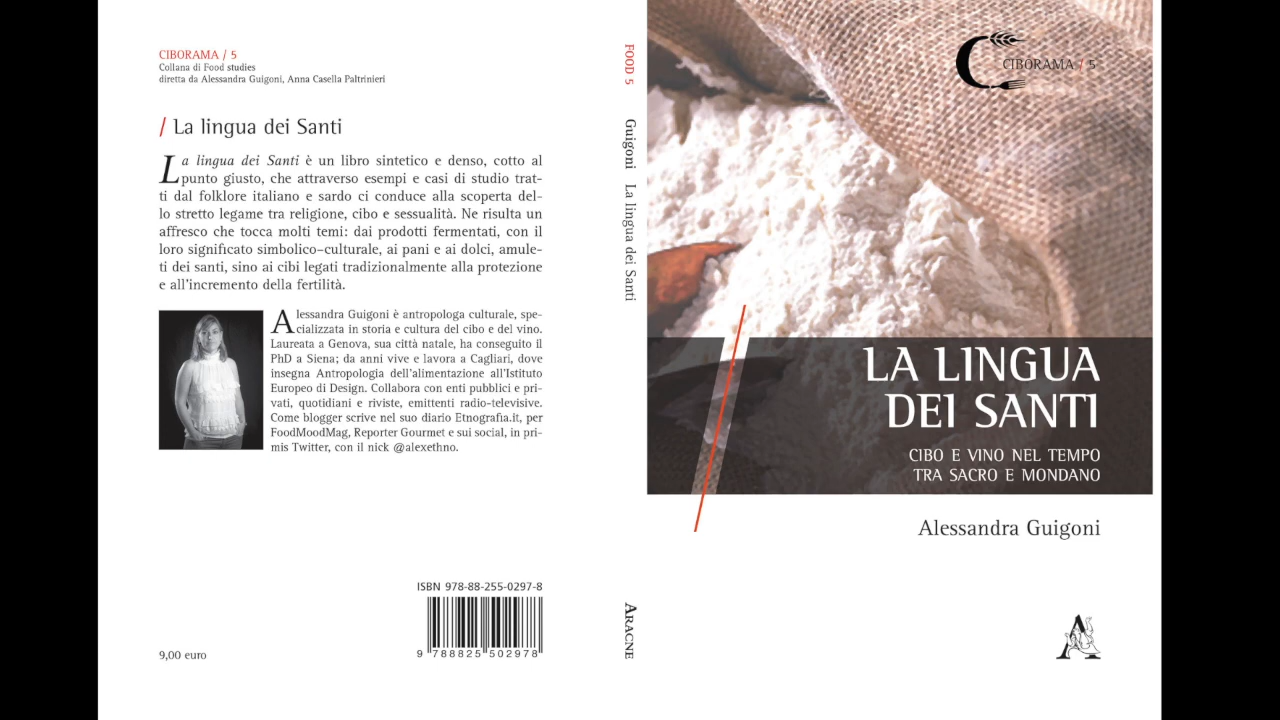 CIBORAMA / 5
Collana di Food studies
diretta da Alessandra Guigoni, Anna Casella Paltrinieri
/ La lingua dei Santi
La lingua dei Santi è un libro sintetico e denso, cotto al
punto giusto, che attraverso esempi e casi di studio trat-
ti dal folklore italiano e sardo ci conduce alla scoperta del-
lo stretto legame tra religione, cibo e sessualità. Ne risulta un
affresco che tocca molti temi: dai prodotti fermentati, con il
loro significato simbolico–culturale, ai pani e ai dolci, amule-
ti dei santi, sino ai cibi legati tradizionalmente alla protezione
e all'incremento della fertilità.
Alessandra Guigoni è antropologa culturale, spe-
cializzata in storia e cultura del cibo e del vino.
Laureata a Genova, sua città natale, ha conseguito il
PhD a Siena; da anni vive e lavora a Cagliari, dove
insegna Antropologia dell'alimentazione all'Istituto
Europeo di Design. Collabora con enti pubblici e pri-
vati, quotidiani e riviste, emittenti radio-televisive.
Come blogger scrive nel suo diario Etnografia.it, per
FoodMoodMag, Reporter Gourmet e sui social, in pri-
mis Twitter, con il nick @alexethno.
ISBN 978-88-255-0297-8
9 788825 502978
9,00 euro
FOOD 5
Guigoni La lingua dei Santi
ARACNE
CIBORAMA / 5
LA LINGUA
DEI SANTI
CIBO E VINO NEL TEMPO
TRA SACRO E MONDANO
Alessandra Guigoni